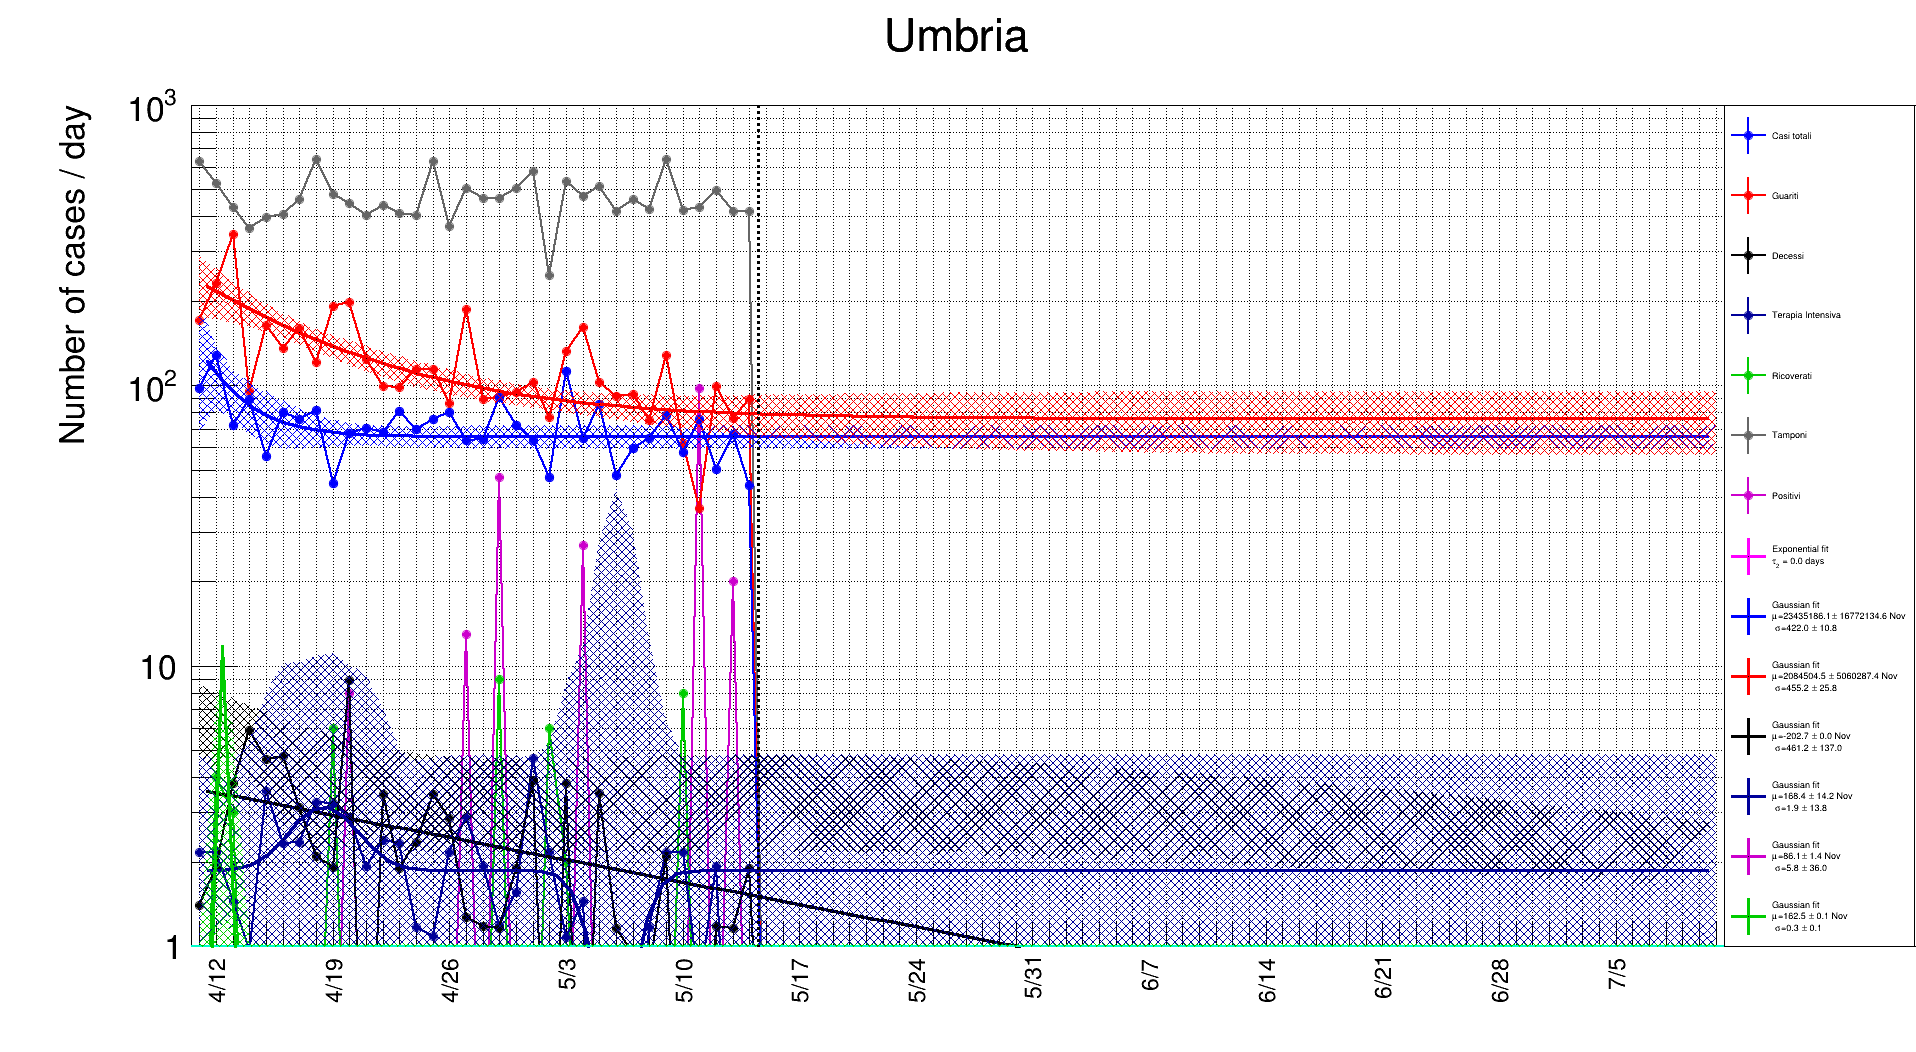 Umbria
Number of cases / day
10³
10²
10
1
4/12
4/19
4/26
5/3
5/10
5/17
5/24
5/31
6/7
6/14
6/21
6/28
7/5
Casi totali
Guariti
Decessi
Terapia Intensiva
Ricoverati
Tamponi
Positivi
Exponential fit
τ₂ = 0.0 days
Gaussian fit
μ=23435186.1 ± 16772134.6 Nov
σ=422.0 ± 10.8
Gaussian fit
μ=2084504.5 ± 5060287.4 Nov
σ=455.2 ± 25.8
Gaussian fit
μ=-202.7 ± 0.0 Nov
σ=461.2 ± 137.0
Gaussian fit
μ=168.4 ± 14.2 Nov
σ=1.9 ± 13.8
Gaussian fit
μ=86.1 ± 1.4 Nov
σ=5.8 ± 36.0
Gaussian fit
μ=162.5 ± 0.1 Nov
σ=0.3 ± 0.1